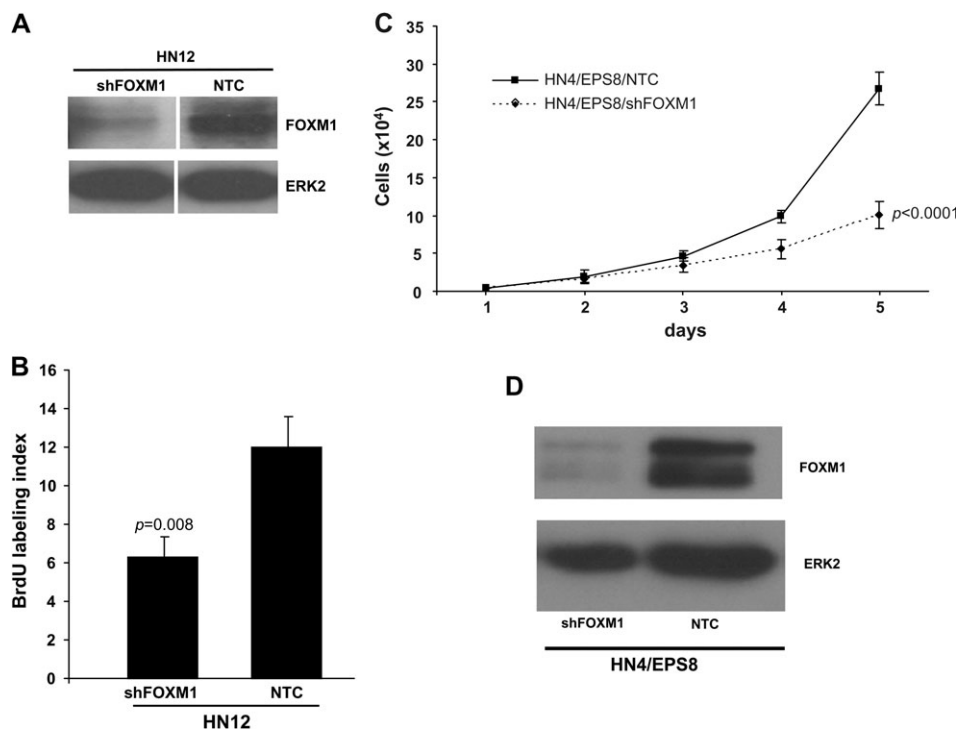 A
HN12
shFOXM1 NTC
FOXM1
ERK2
B
BrdU labeling index
16
14
12
10
8
6
4
2
0
p=0.008
shFOXM1 NTC
HN12
C
Cells (x10⁴)
35
30
25
20
15
10
5
0
HN4/EPS8/NTC
HN4/EPS8/shFOXM1
p<0.0001
1 2 3 4 5
days
D
FOXM1
ERK2
shFOXM1 NTC
HN4/EPS8